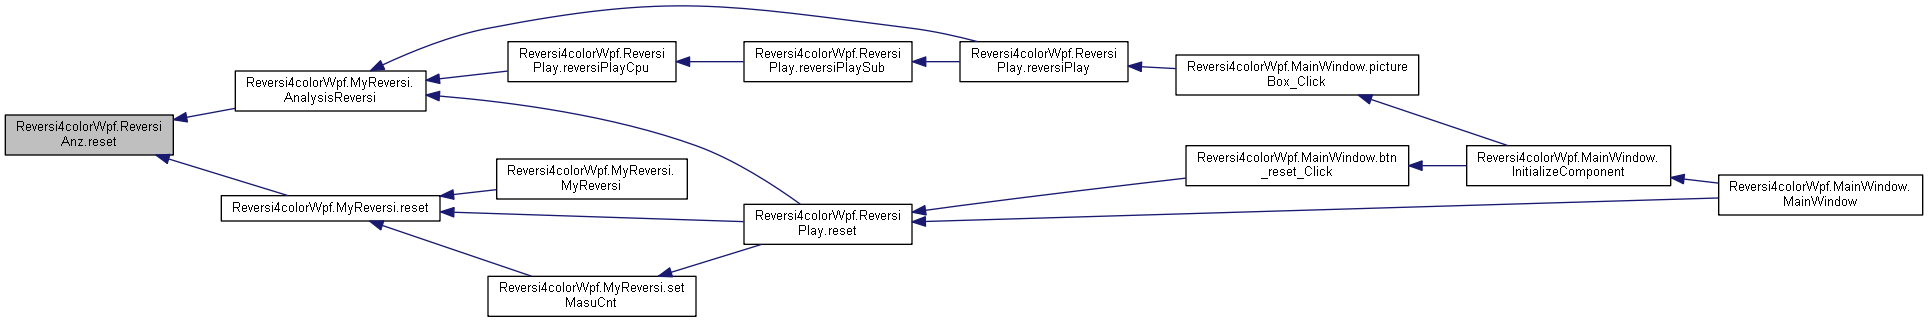 Reversi4colorWpf.Reversi
Anz.reset
Reversi4colorWpf.MyReversi.
AnalysisReversi
Reversi4colorWpf.MyReversi.reset
Reversi4colorWpf.Reversi
Play.reversiPlayCpu
Reversi4colorWpf.MyReversi.
MyReversi
Reversi4colorWpf.MyReversi.set
MasuCnt
Reversi4colorWpf.Reversi
Play.reversiPlaySub
Reversi4colorWpf.Reversi
Play.reset
Reversi4colorWpf.Reversi
Play.reversiPlay
Reversi4colorWpf.MainWindow.picture
Box_Click
Reversi4colorWpf.MainWindow.btn
_reset_Click
Reversi4colorWpf.MainWindow.
InitializeComponent
Reversi4colorWpf.MainWindow.
MainWindow